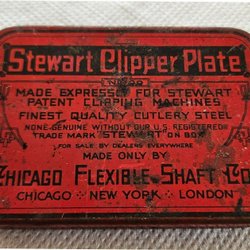 Stewart Clipper Plate
MADE EXPRESSLY FOR STEWART
PATENT CLIPPING MACHINES
FINEST QUALITY CUTLERY STEEL
NONE GENUINE WITHOUT OUR U.S. REGISTERED
TRADE MARK "STEWART" ON BOX
FOR SALE BY DEALERS EVERYWHERE
MADE ONLY BY
CHICAGO FLEXIBLE SHAFT CO.
CHICAGO • NEW YORK • LONDON